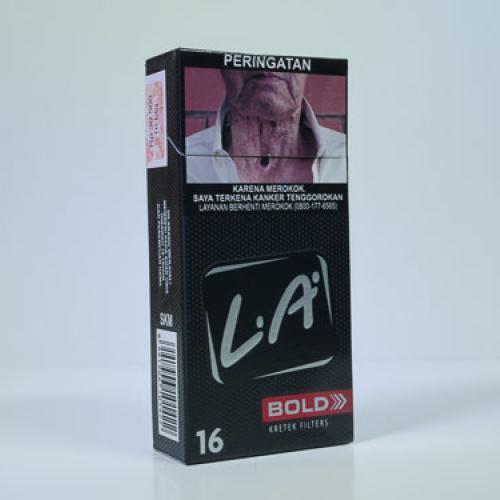 PERINGATAN
KARENA MEROKOK,
SAYA TERKENA KANKER TENGGOROKAN
LAYANAN BERHENTI MEROKOK (0800-177-6565)
L.A.
BOLD
KRETEK FILTERS
16
SKM